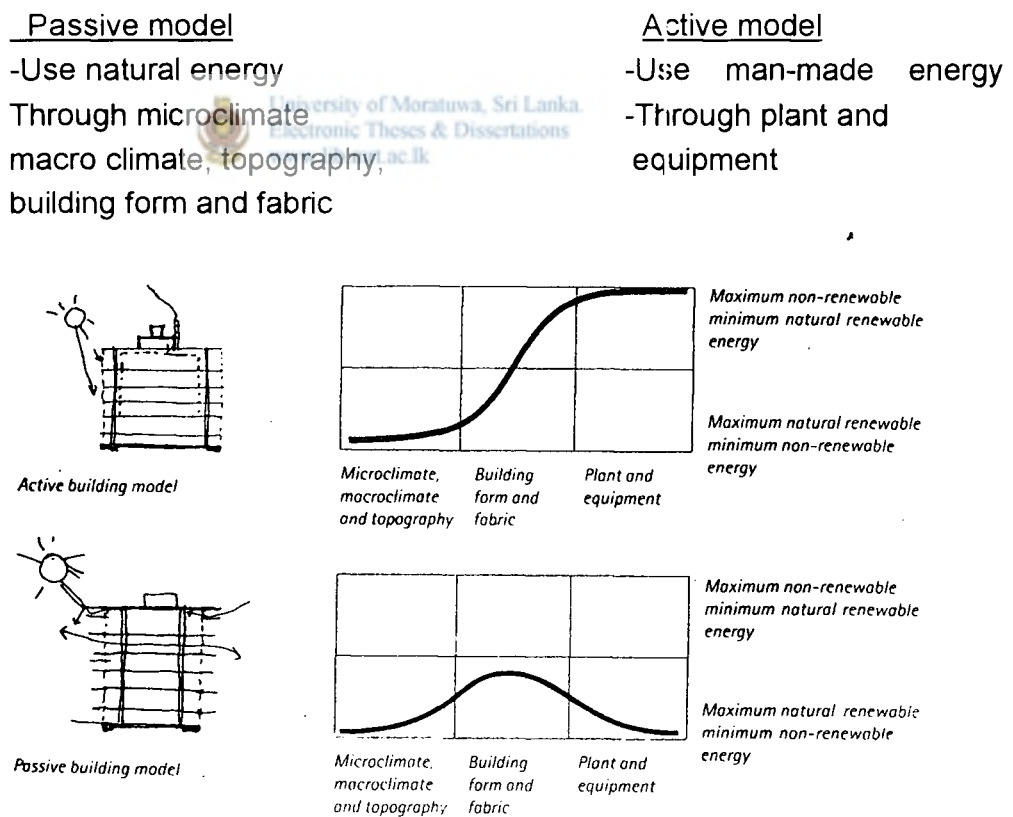 Passive model
-Use natural energy
Through microclimate
macro climate, topography,
building form and fabric
Active model
-Use man-made energy
-Through plant and
equipment
University of Moratuwa, Sri Lanka.
Electronic Theses & Dissertations
Active building model
Maximum non-renewable
minimum natural renewable
energy
Maximum natural renewable
minimum non-renewable
energy
Microclimate,
macroclimate
and topography
Building
form and
fabric
Plant and
equipment
Passive building model
Maximum non-renewable
minimum natural renewable
energy
Maximum natural renewable
minimum non-renewable
energy
Microclimate,
macroclimate
and topography
Building
form and
fabric
Plant and
equipment